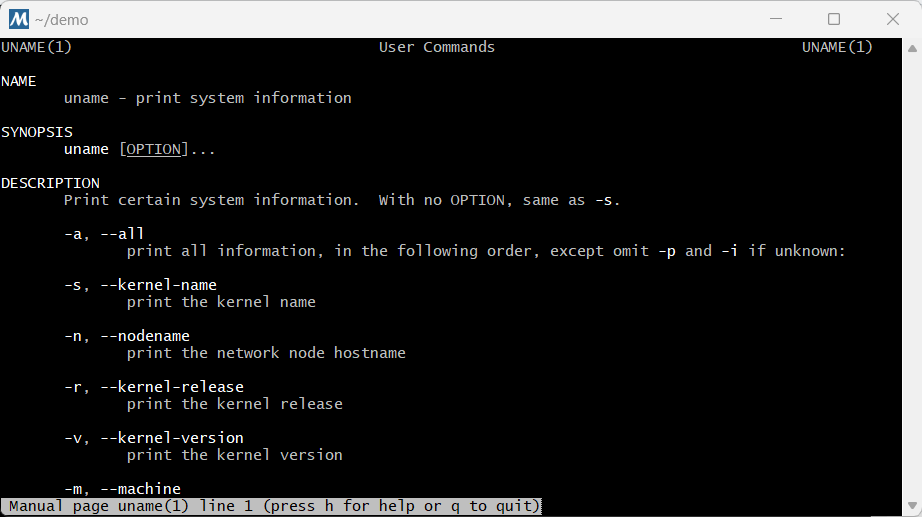 M ~/demo
UNAME(1) User Commands UNAME(1)
NAME
uname - print system information
SYNOPSIS
uname [OPTION]...
DESCRIPTION
Print certain system information. With no OPTION, same as -s.
-a, --all
print all information, in the following order, except omit -p and -i if unknown:
-s, --kernel-name
print the kernel name
-n, --nodename
print the network node hostname
-r, --kernel-release
print the kernel release
-v, --kernel-version
print the kernel version
-m, --machine
Manual page uname(1) line 1 (press h for help or q to quit)